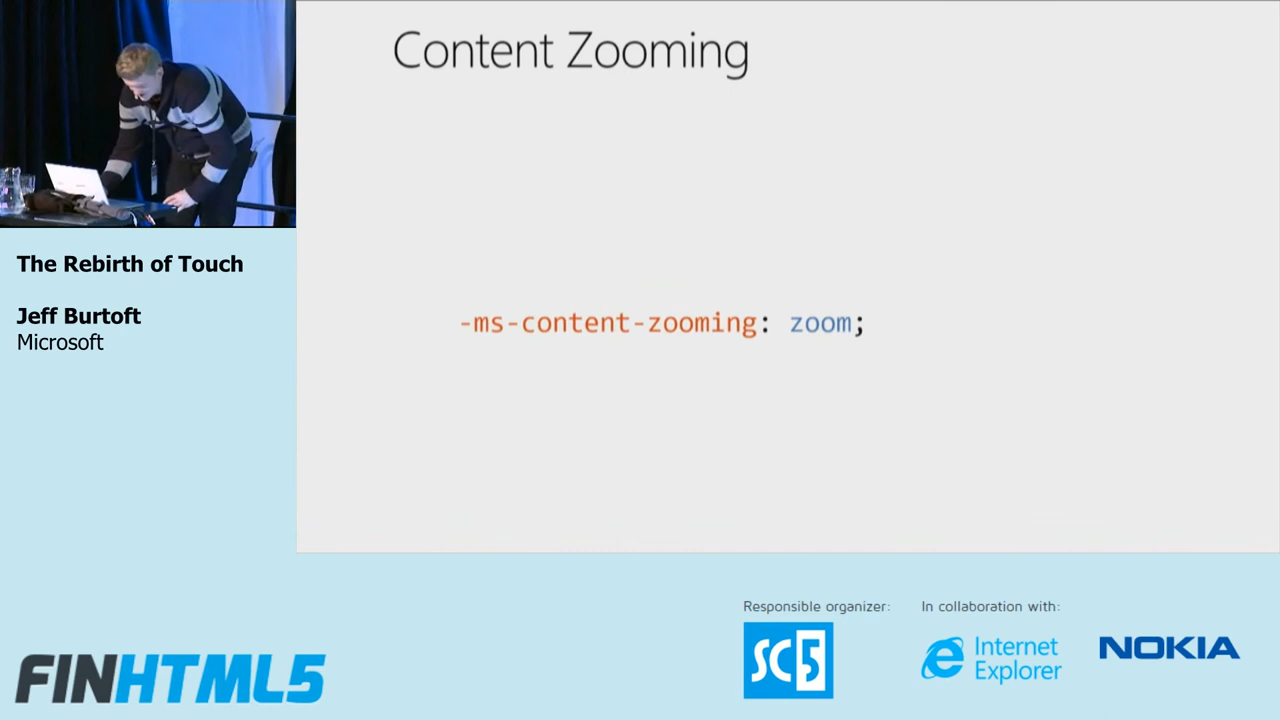 Content Zooming
-ms-content-zooming: zoom;
The Rebirth of Touch
Jeff Burtoft
Microsoft
Responsible organizer:
SC5
In collaboration with:
Internet
Explorer
NOKIA
FINHTML5